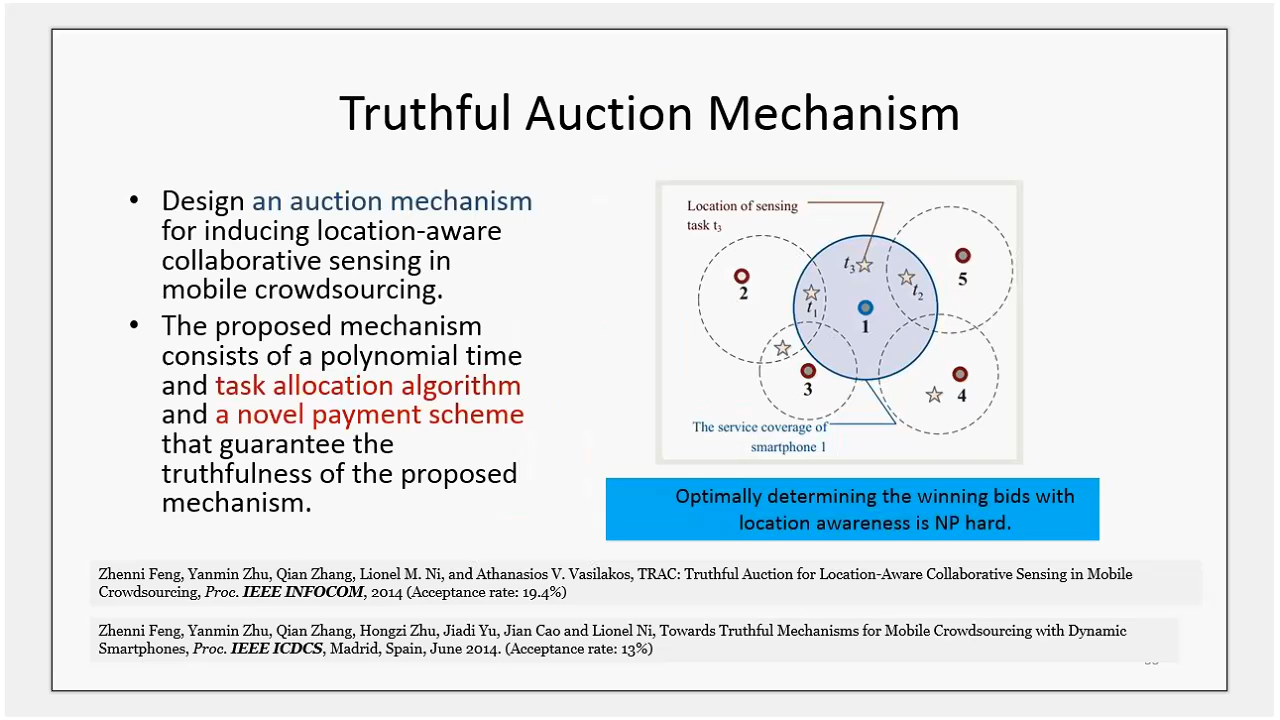 Truthful Auction Mechanism
• Design an auction mechanism
for inducing location-aware
collaborative sensing in
mobile crowdsourcing.
• The proposed mechanism
consists of a polynomial time
and task allocation algorithm
and a novel payment scheme
that guarantee the
truthfulness of the proposed
mechanism.
Location of sensing
task t3
t3
t2
t1
1
2
3
4
5
The service coverage of
smartphone 1
Optimally determining the winning bids with
location awareness is NP hard.
Zhenni Feng, Yanmin Zhu, Qian Zhang, Lionel M. Ni, and Athanasios V. Vasilakos, TRAC: Truthful Auction for Location-Aware Collaborative Sensing in Mobile
Crowdsourcing, Proc. IEEE INFOCOM, 2014 (Acceptance rate: 19.4%)
Zhenni Feng, Yanmin Zhu, Qian Zhang, Hongzi Zhu, Jiadi Yu, Jian Cao and Lionel Ni, Towards Truthful Mechanisms for Mobile Crowdsourcing with Dynamic
Smartphones, Proc. IEEE ICDCS, Madrid, Spain, June 2014. (Acceptance rate: 13%)